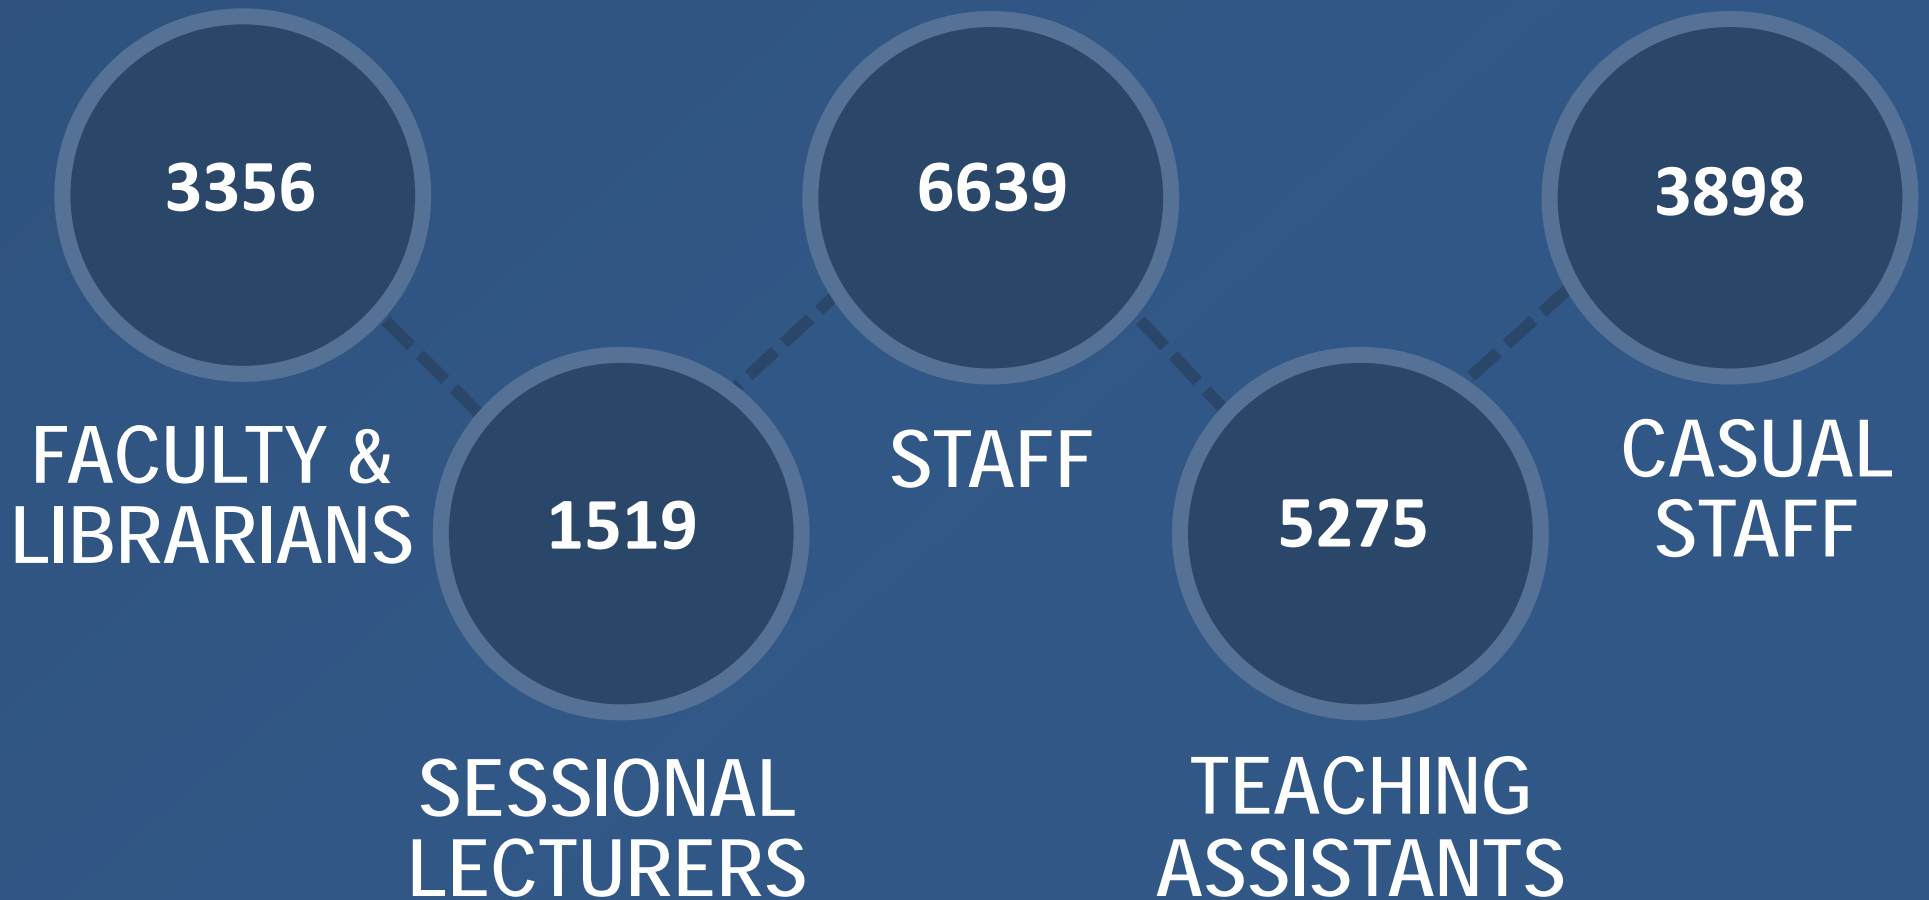 3356
FACULTY &
LIBRARIANS
1519
SESSIONAL
LECTURERS
6639
STAFF
5275
TEACHING
ASSISTANTS
3898
CASUAL
STAFF